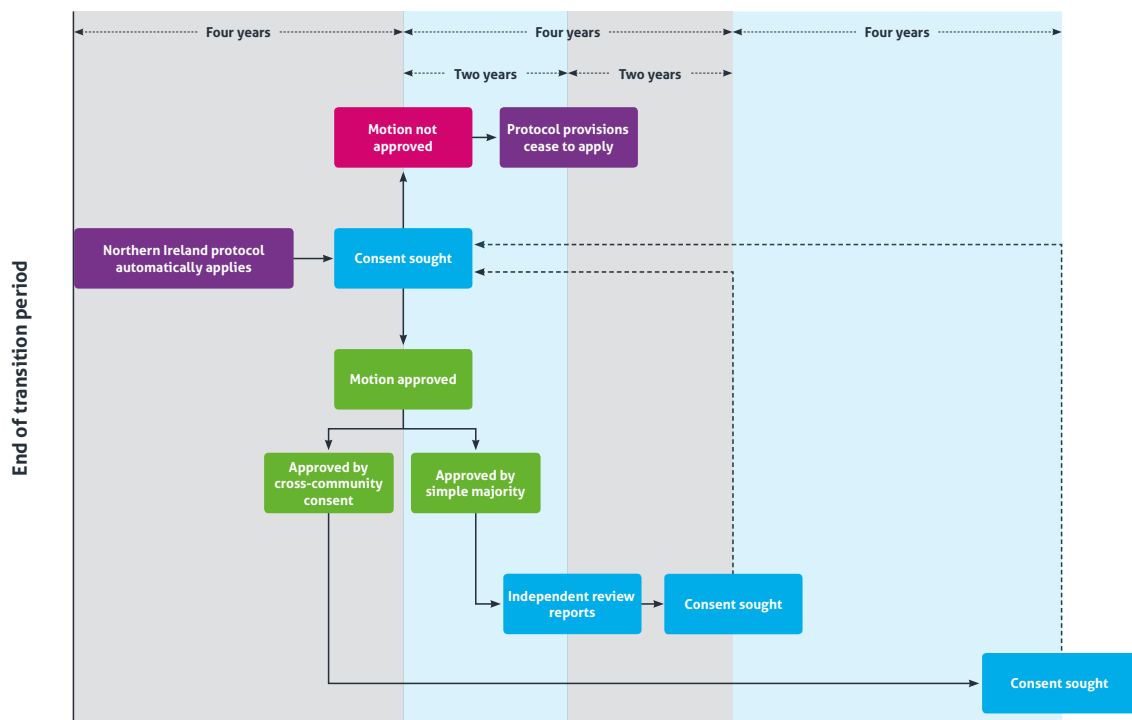 Four years
Four years
Four years
Two years
Two years
Motion not
approved
Protocol provisions
cease to apply
Northern Ireland protocol
automatically applies
Consent sought
End of transition period
Motion approved
Approved by
cross-community
consent
Approved by
simple majority
Independent review
reports
Consent sought
Consent sought